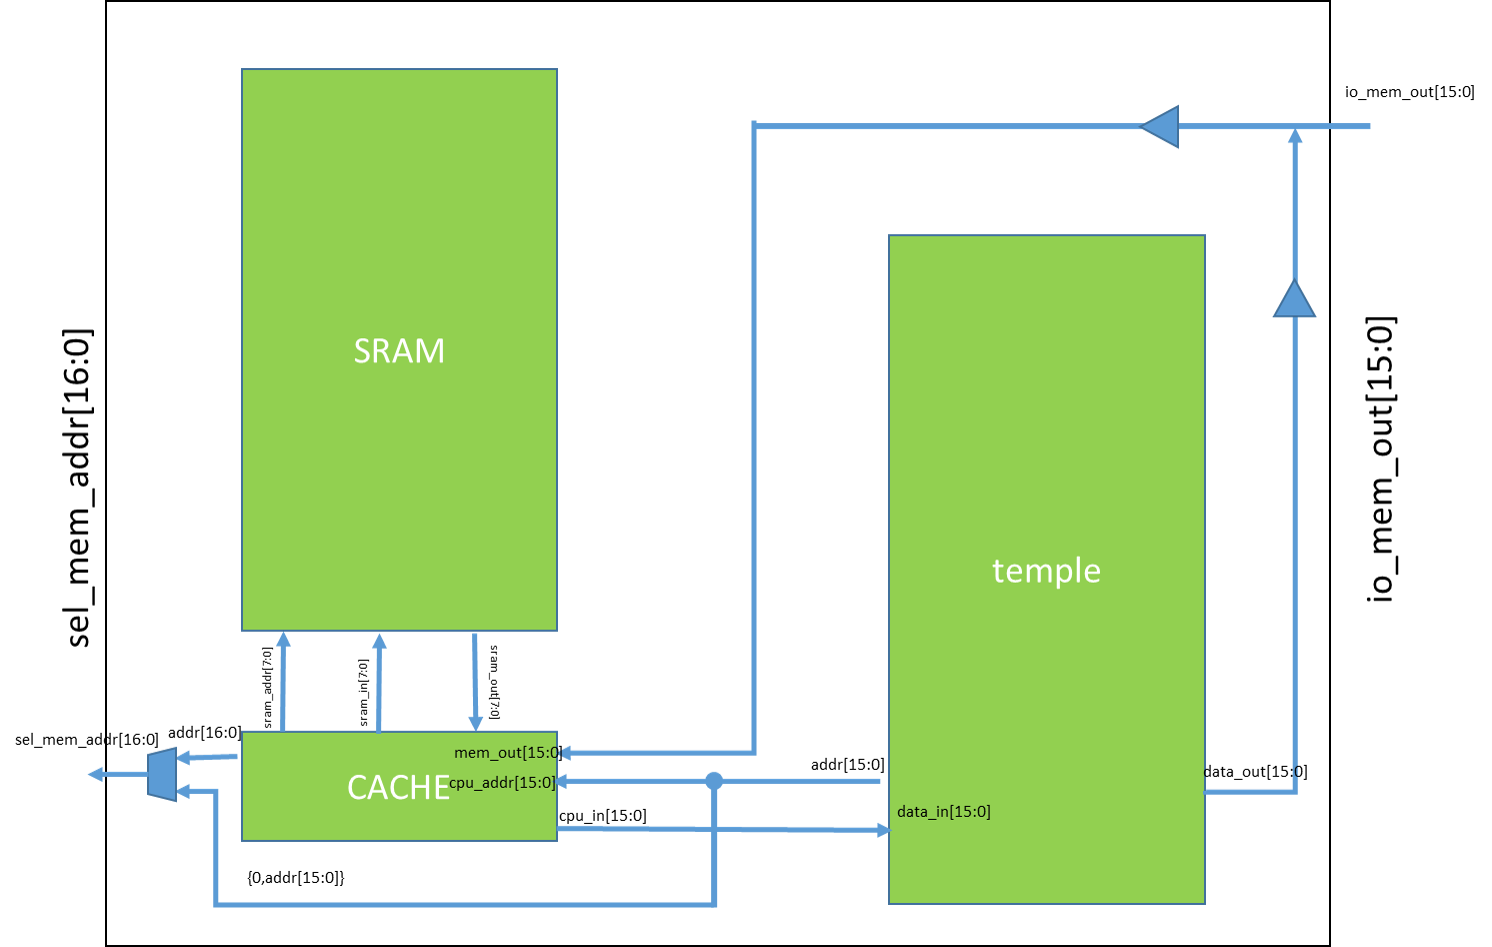 io_mem_out[15:0]
SRAM
sel_mem_addr[16:0]
io_mem_out[15:0]
temple
sram_addr[7:0]
sram_in[7:0]
sram_out[7:0]
sel_mem_addr[16:0]
addr[16:0]
mem_out[15:0]
addr[15:0]
data_out[15:0]
CACHE
cpu_addr[15:0]
cpu_in[15:0]
data_in[15:0]
{0,addr[15:0]}